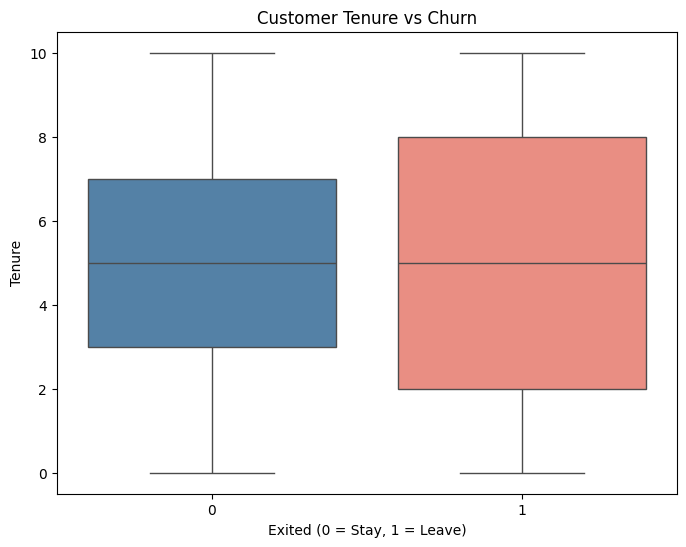 Customer Tenure vs Churn
10
8
6
4
2
0
Tenure
0
1
Exited (0 = Stay, 1 = Leave)